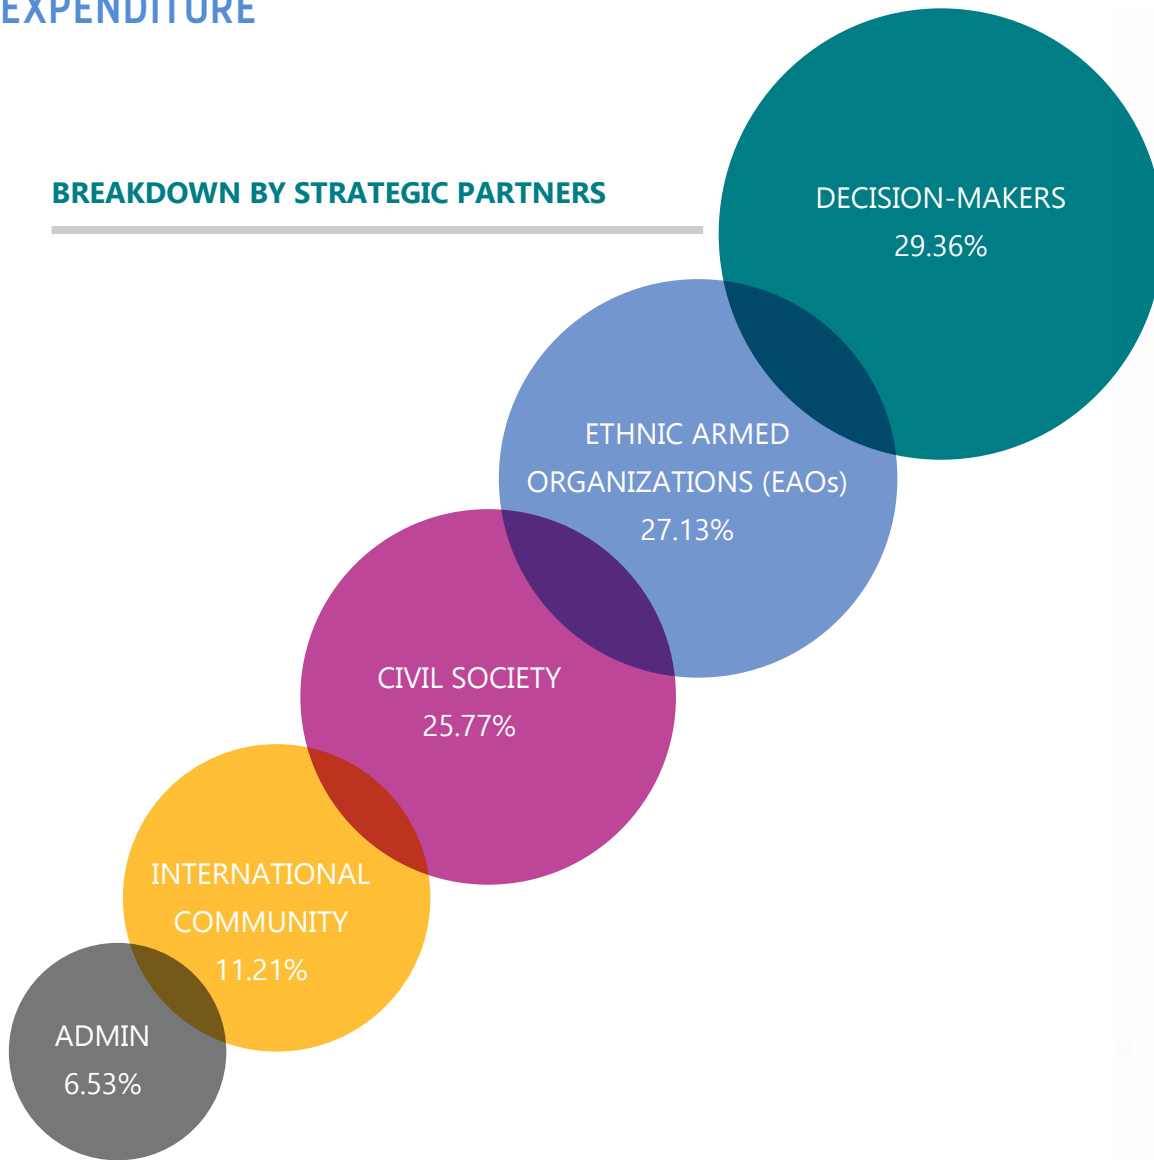 EXPENDITURE
BREAKDOWN BY STRATEGIC PARTNERS
DECISION-MAKERS
29.36%
ETHNIC ARMED
ORGANIZATIONS (EAOs)
27.13%
CIVIL SOCIETY
25.77%
INTERNATIONAL
COMMUNITY
11.21%
ADMIN
6.53%